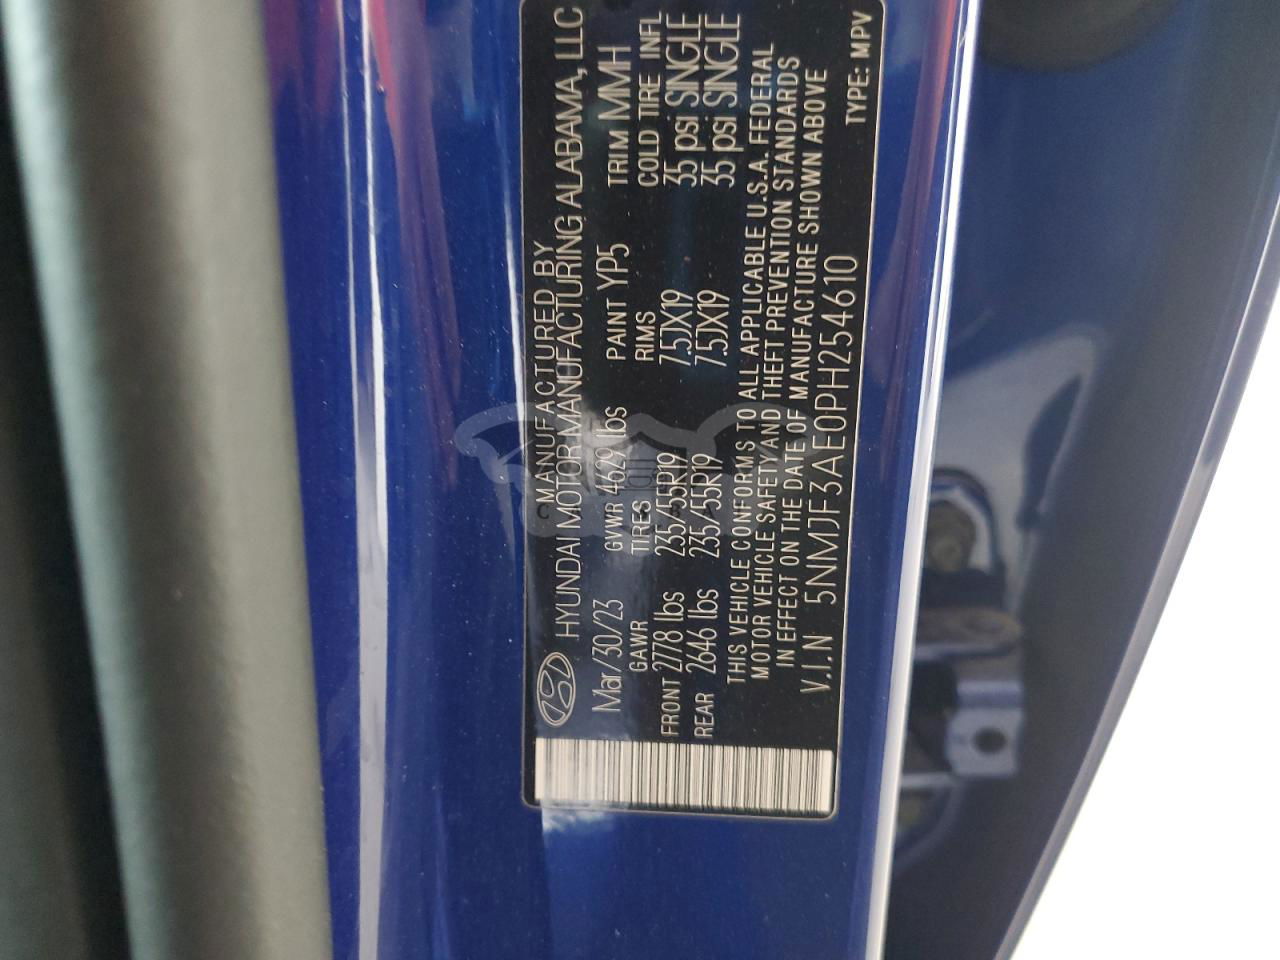 MANUFACTURED BY
HYUNDAI MOTOR MANUFACTURING ALABAMA, LLC
Mar/30/23 GVWR 4629 lbs PAINT YP5 TRIM MMH
GAWR TIRES RIMS COLD TIRE INFL
FRONT 2778 lbs 235/55R19 7.5JX19 35 psi SINGLE
REAR 2646 lbs 235/55R19 7.5JX19 35 psi SINGLE
THIS VEHICLE CONFORMS TO ALL APPLICABLE U.S.A. FEDERAL
MOTOR VEHICLE SAFETY AND THEFT PREVENTION STANDARDS
IN EFFECT ON THE DATE OF MANUFACTURE SHOWN ABOVE
V.I.N 5NMJF3AE0PH254610
TYPE: MPV